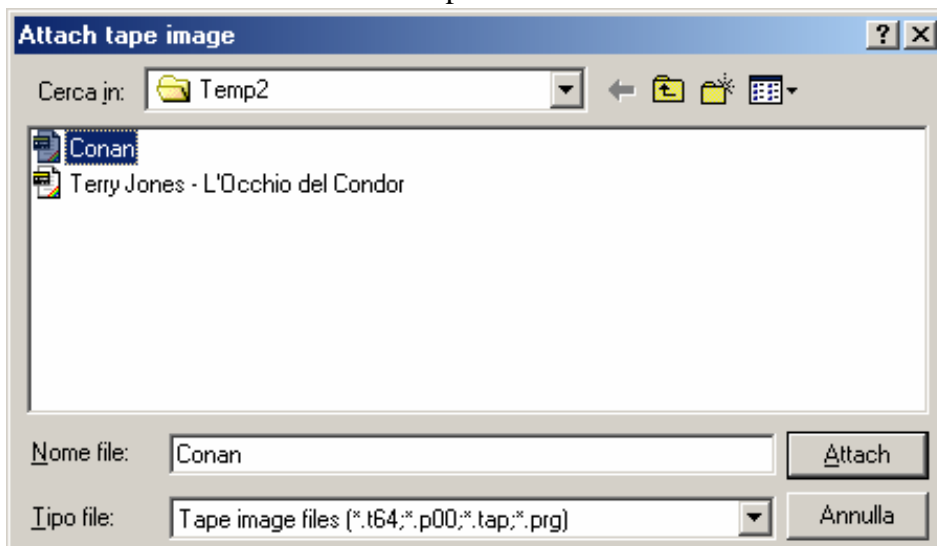 Attach tape image
Cerca in: Temp2
Conan
Terry Jones - L'Occhio del Condor
Nome file: Conan Attach
Tipo file: Tape image files (*.t64;*.p00;*.tap;*.prg) Annulla